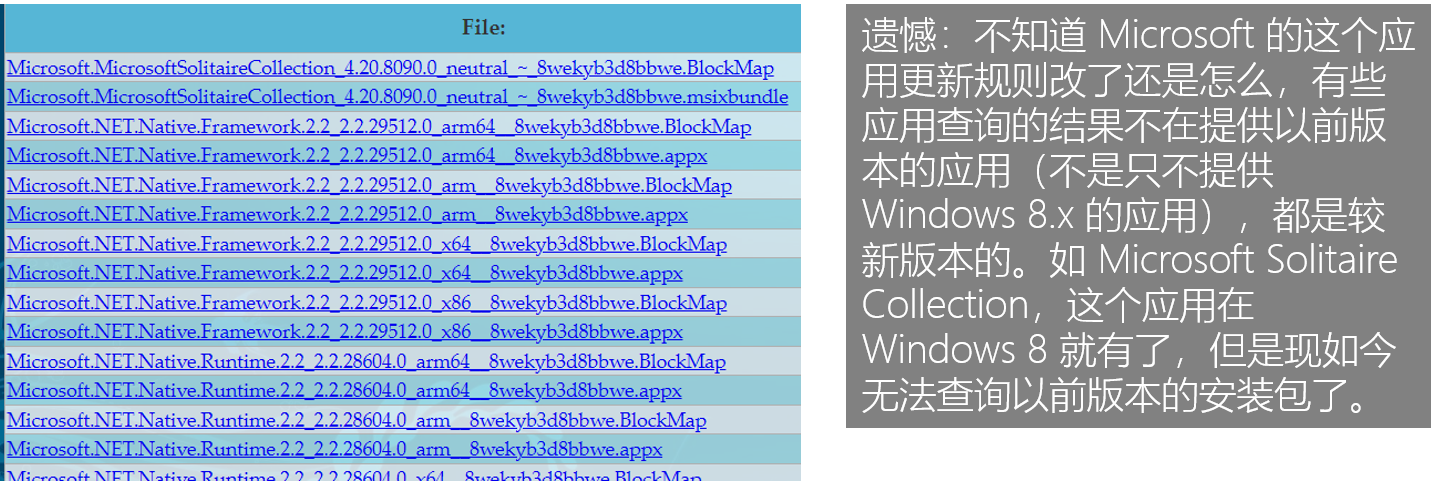 File:
Microsoft.MicrosoftSolitaireCollection_4.20.8090.0_neutral_~_8wekyb3d8bbwe.BlockMap
Microsoft.MicrosoftSolitaireCollection_4.20.8090.0_neutral_~_8wekyb3d8bbwe.msixbundle
Microsoft.NET.Native.Framework.2.2_2.2.29512.0_arm64__8wekyb3d8bbwe.BlockMap
Microsoft.NET.Native.Framework.2.2_2.2.29512.0_arm64__8wekyb3d8bbwe.appx
Microsoft.NET.Native.Framework.2.2_2.2.29512.0_arm__8wekyb3d8bbwe.BlockMap
Microsoft.NET.Native.Framework.2.2_2.2.29512.0_arm__8wekyb3d8bbwe.appx
Microsoft.NET.Native.Framework.2.2_2.2.29512.0_x64__8wekyb3d8bbwe.BlockMap
Microsoft.NET.Native.Framework.2.2_2.2.29512.0_x64__8wekyb3d8bbwe.appx
Microsoft.NET.Native.Framework.2.2_2.2.29512.0_x86__8wekyb3d8bbwe.BlockMap
Microsoft.NET.Native.Framework.2.2_2.2.29512.0_x86__8wekyb3d8bbwe.appx
Microsoft.NET.Native.Runtime.2.2_2.2.28604.0_arm64__8wekyb3d8bbwe.BlockMap
Microsoft.NET.Native.Runtime.2.2_2.2.28604.0_arm64__8wekyb3d8bbwe.appx
Microsoft.NET.Native.Runtime.2.2_2.2.28604.0_arm__8wekyb3d8bbwe.BlockMap
Microsoft.NET.Native.Runtime.2.2_2.2.28604.0_arm__8wekyb3d8bbwe.appx
Microsoft.NET.Native.Runtime.2.2_2.2.28604.0_x64__8wekyb3d8bbwe.BlockMap
遗憾：不知道 Microsoft 的这个应
用更新规则改了还是怎么，有些
应用查询的结果不在提供以前版
本的应用（不是只不提供
Windows 8.x 的应用），都是较
新版本的。如 Microsoft Solitaire
Collection，这个应用在
Windows 8 就有了，但是现如今
无法查询以前版本的安装包了。